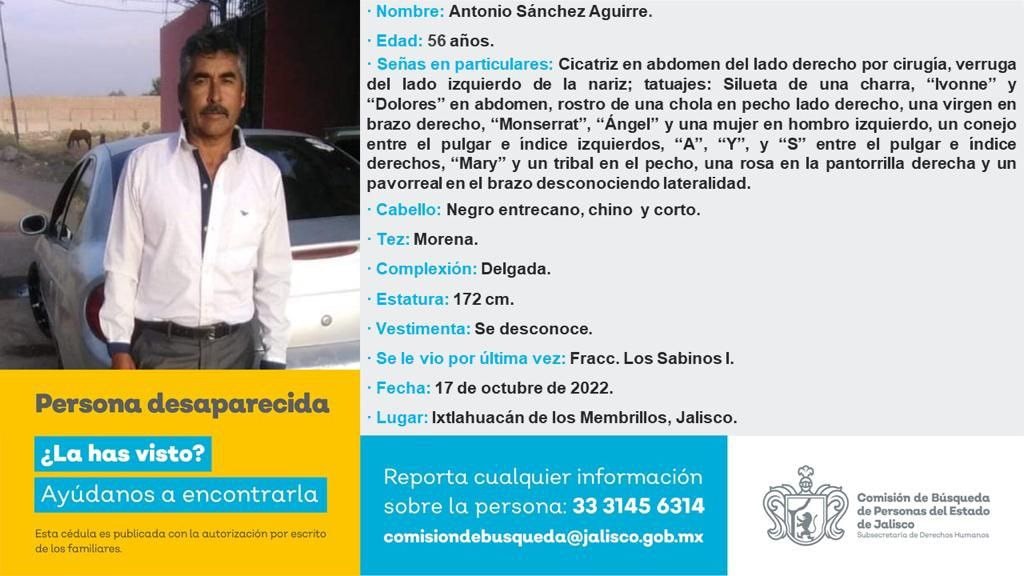 · Nombre: Antonio Sánchez Aguirre.
· Edad: 56 años.
· Señas en particulares: Cicatriz en abdomen del lado derecho por cirugía, verruga
del lado izquierdo de la nariz; tatuajes: Silueta de una charra, “Ivonne” y
“Dolores” en abdomen, rostro de una chola en pecho lado derecho, una virgen en
brazo derecho, “Monserrat”, “Ángel” y una mujer en hombro izquierdo, un conejo
entre el pulgar e índice izquierdos, “A”, “Y”, y “S” entre el pulgar e índice
derechos, “Mary” y un tribal en el pecho, una rosa en la pantorrilla derecha y un
pavorreal en el brazo desconociendo lateralidad.
· Cabello: Negro entrecano, chino y corto.
· Tez: Morena.
· Complexión: Delgada.
· Estatura: 172 cm.
· Vestimenta: Se desconoce.
· Se le vio por última vez: Fracc. Los Sabinos I.
· Fecha: 17 de octubre de 2022.
· Lugar: Ixtlahuacán de los Membrillos, Jalisco.
Persona desaparecida
¿La has visto?
Ayúdanos a encontrarla
Esta cédula es publicada con la autorización por escrito
de los familiares.
Reporta cualquier información
sobre la persona: 33 3145 6314
comisiondebusqueda@jalisco.gob.mx
Comisión de Búsqueda
de Personas del Estado
de Jalisco
Subsecretaría de Derechos Humanos